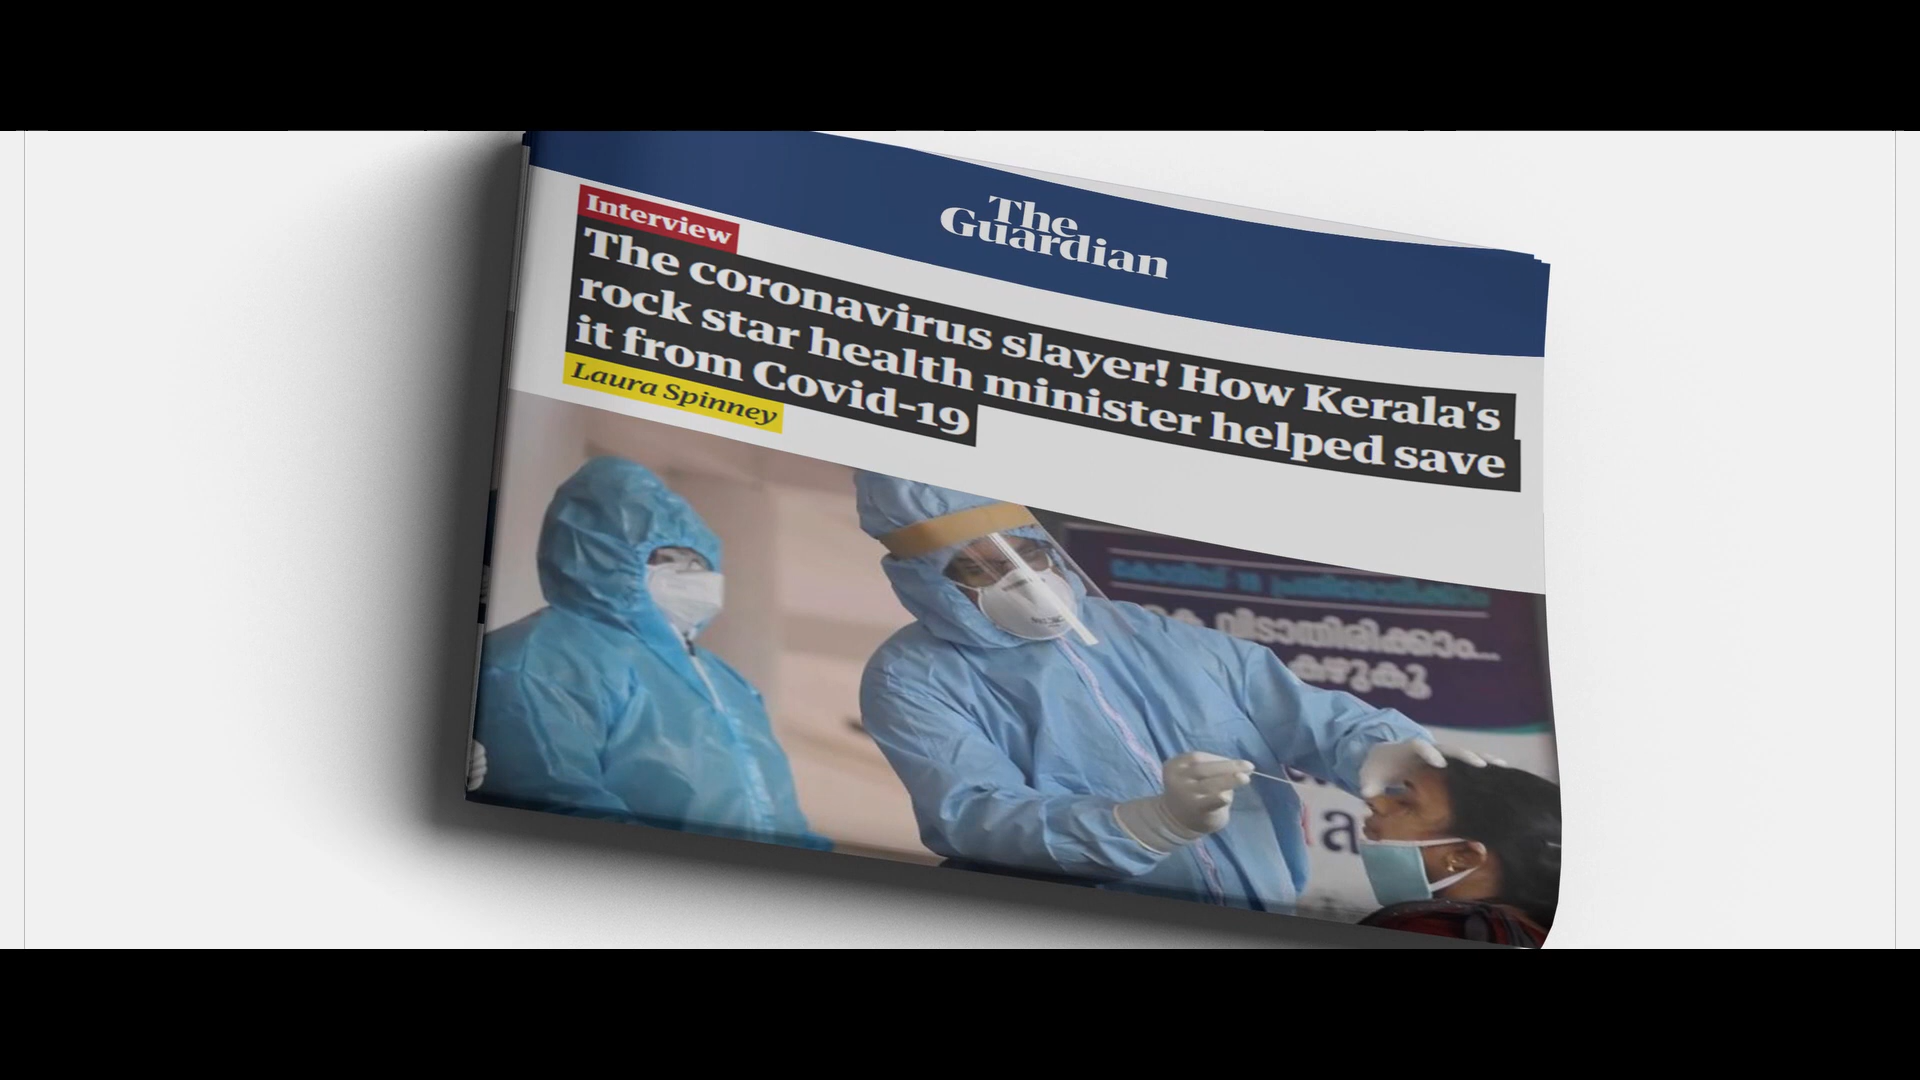 The
Guardian
Interview
The coronavirus slayer! How Kerala's
rock star health minister helped save
it from Covid-19
Laura Spinney
വിടാതിരിക്കാം...
കഴുകൂ
a